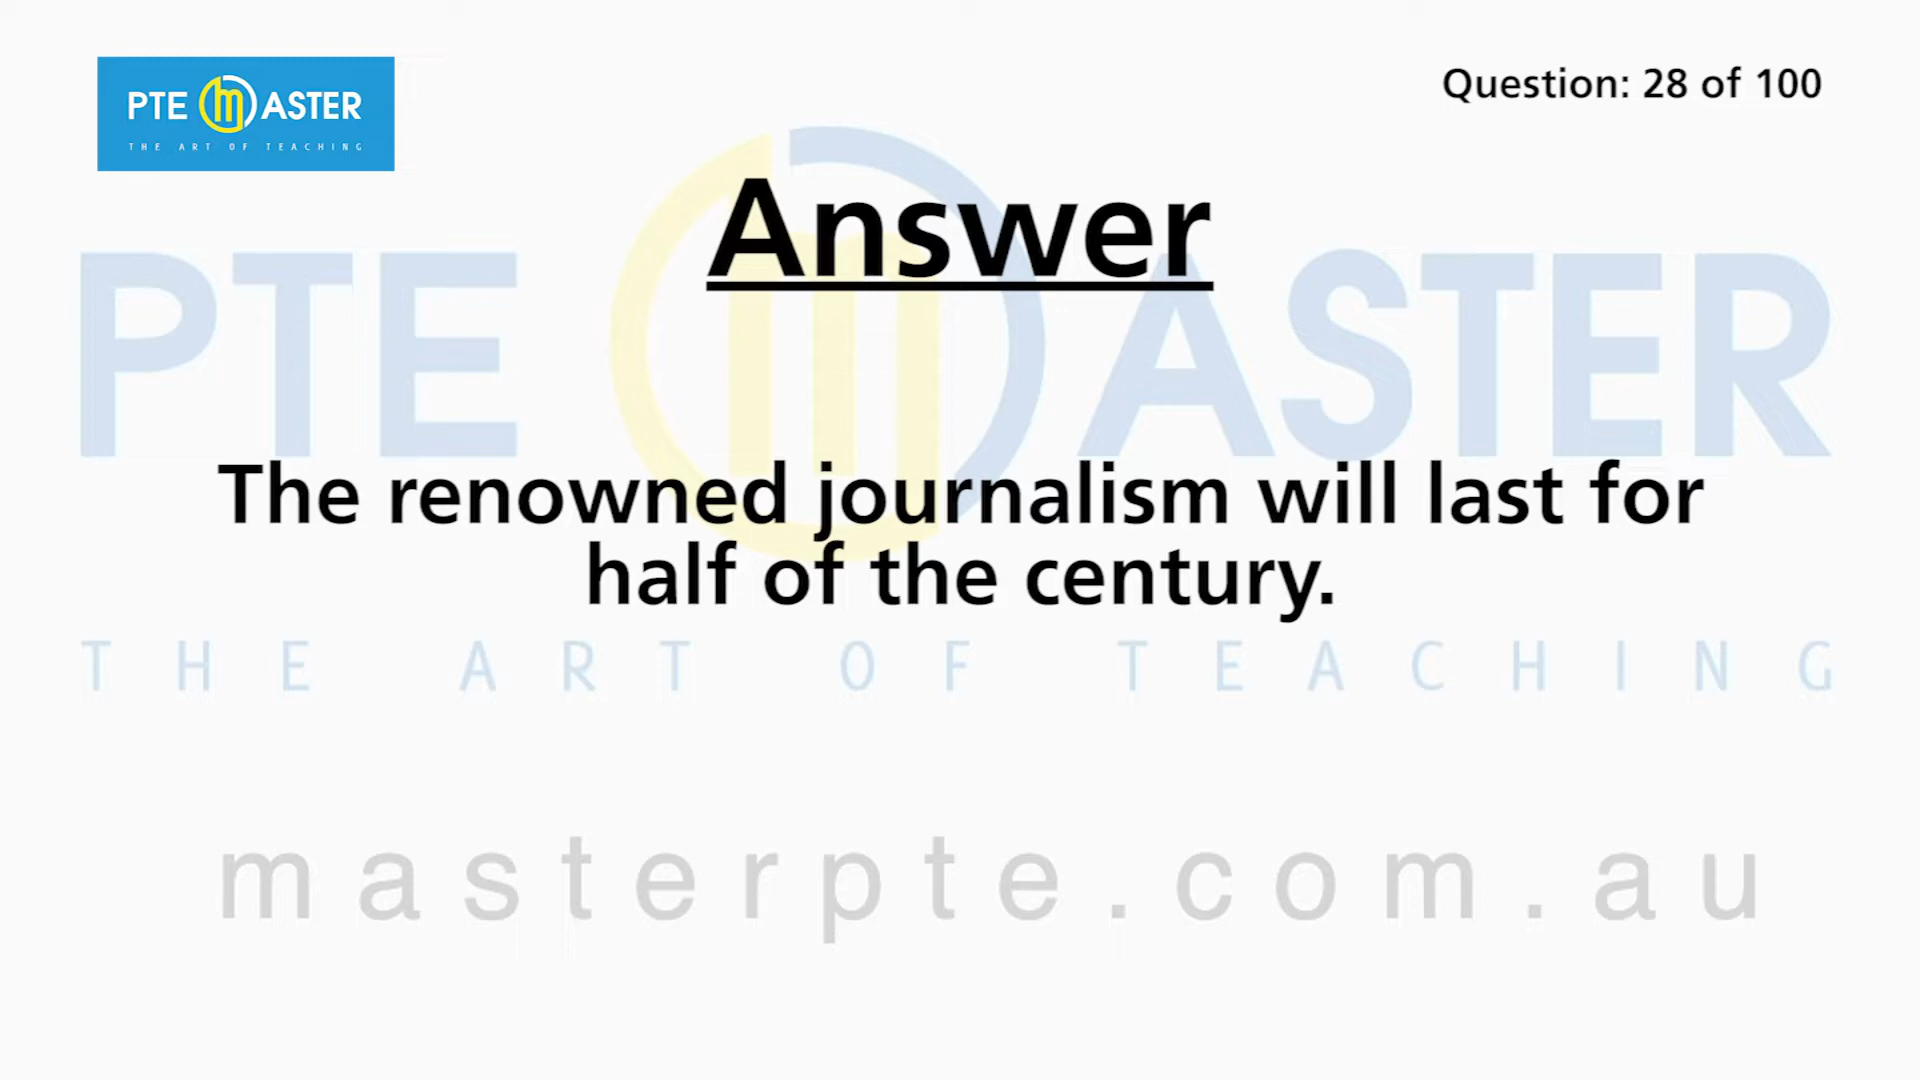 PTE MASTER
THE ART OF TEACHING
Question: 28 of 100
Answer
PTE MASTER
The renowned journalism will last for
half of the century.
THE ART OF TEACHING
masterpte.com.au